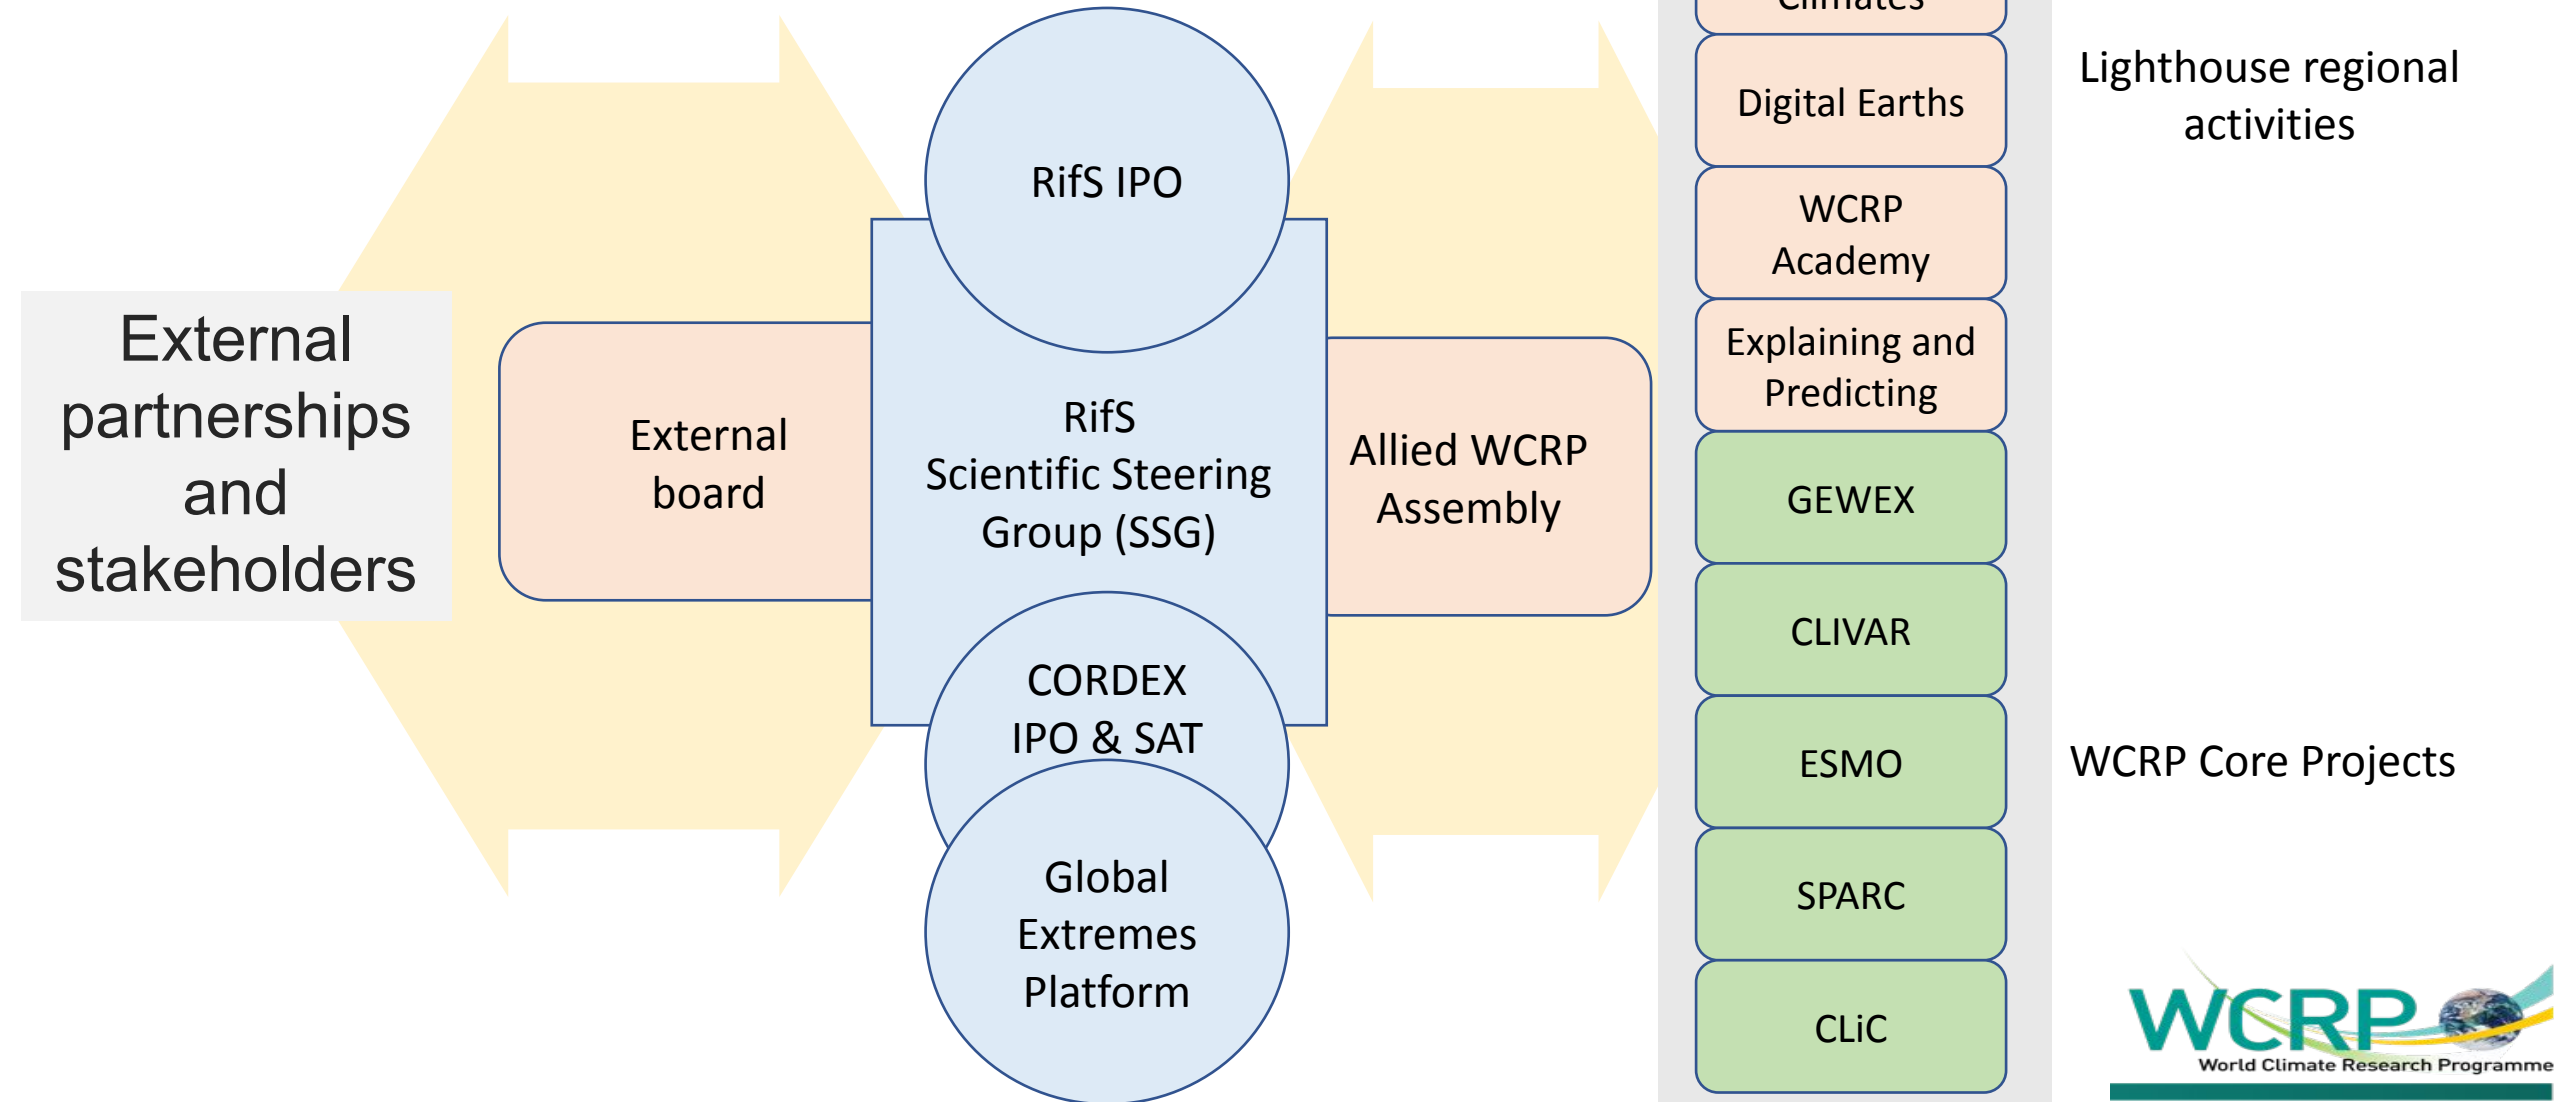 Climates
Digital Earths
Lighthouse regional
activities
WCRP
Academy
Explaining and
Predicting
GEWEX
CLIVAR
ESMO
SPARC
CLiC
WCRP Core Projects
RifS IPO
RifS
Scientific Steering
Group (SSG)
CORDEX
IPO & SAT
Global
Extremes
Platform
External
board
Allied WCRP
Assembly
External
partnerships
and
stakeholders
WCRP
World Climate Research Programme